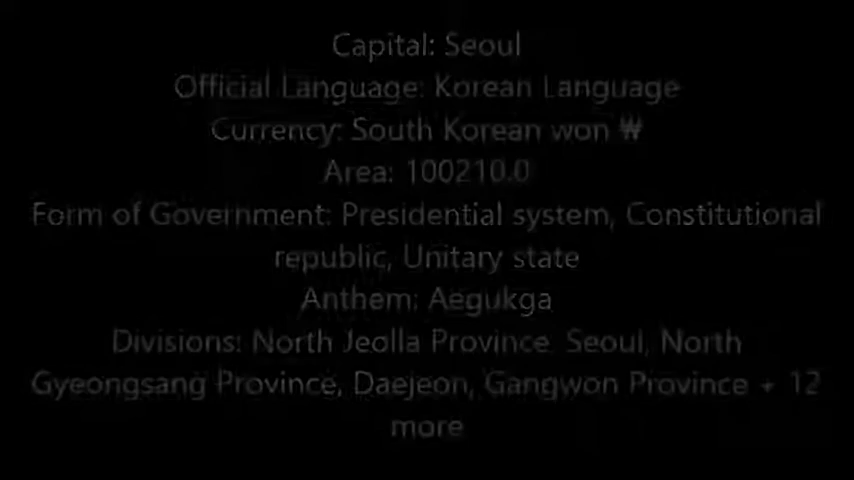 Capital: Seoul
Official Language: Korean Language
Currency: South Korean won ₩
Area: 100210.0
Form of Government: Presidential system, Constitutional
republic, Unitary state
Anthem: Aegukga
Divisions: North Jeolla Province, Seoul, North
Gyeongsang Province, Daejeon, Gangwon Province + 12
more